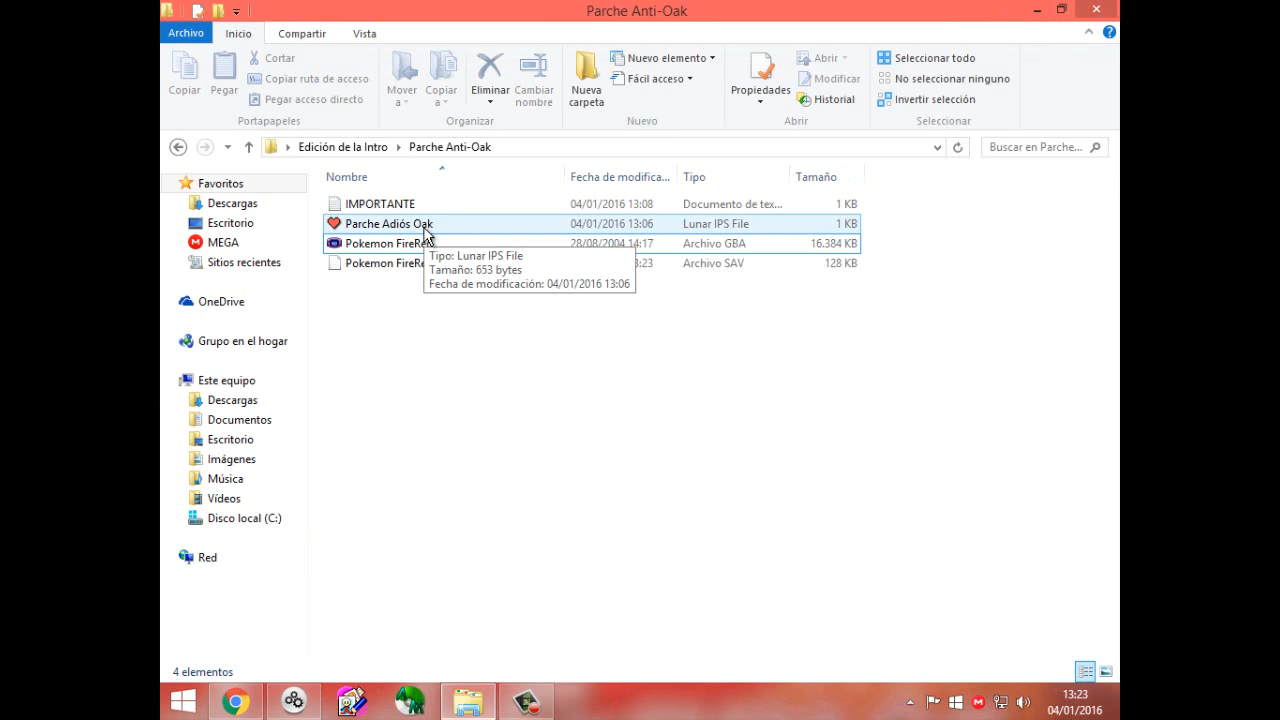 Parche Anti-Oak
Archivo Inicio Compartir Vista
Copiar
Pegar
Cortar
Copiar ruta de acceso
Pegar acceso directo
Portapapeles
Mover a
Copiar a
Eliminar
Cambiar nombre
Organizar
Nueva carpeta
Nuevo elemento
Fácil acceso
Nuevo
Propiedades
Abrir
Modificar
Historial
Abrir
Seleccionar todo
No seleccionar ninguno
Invertir selección
Seleccionar
Edición de la Intro Parche Anti-Oak
Buscar en Parche...
Nombre Fecha de modifica... Tipo Tamaño
IMPORTANTE 04/01/2016 13:08 Documento de tex... 1 KB
Parche Adiós Oak 04/01/2016 13:06 Lunar IPS File 1 KB
Pokemon FireRe 28/08/2004 14:17 Archivo GBA 16.384 KB
Pokemon FireRe :23 Archivo SAV 128 KB
Tipo: Lunar IPS File
Tamaño: 653 bytes
Fecha de modificación: 04/01/2016 13:06
Favoritos
Descargas
Escritorio
MEGA
Sitios recientes
OneDrive
Grupo en el hogar
Este equipo
Descargas
Documentos
Escritorio
Imágenes
Música
Vídeos
Disco local (C:)
Red
4 elementos
13:23
04/01/2016